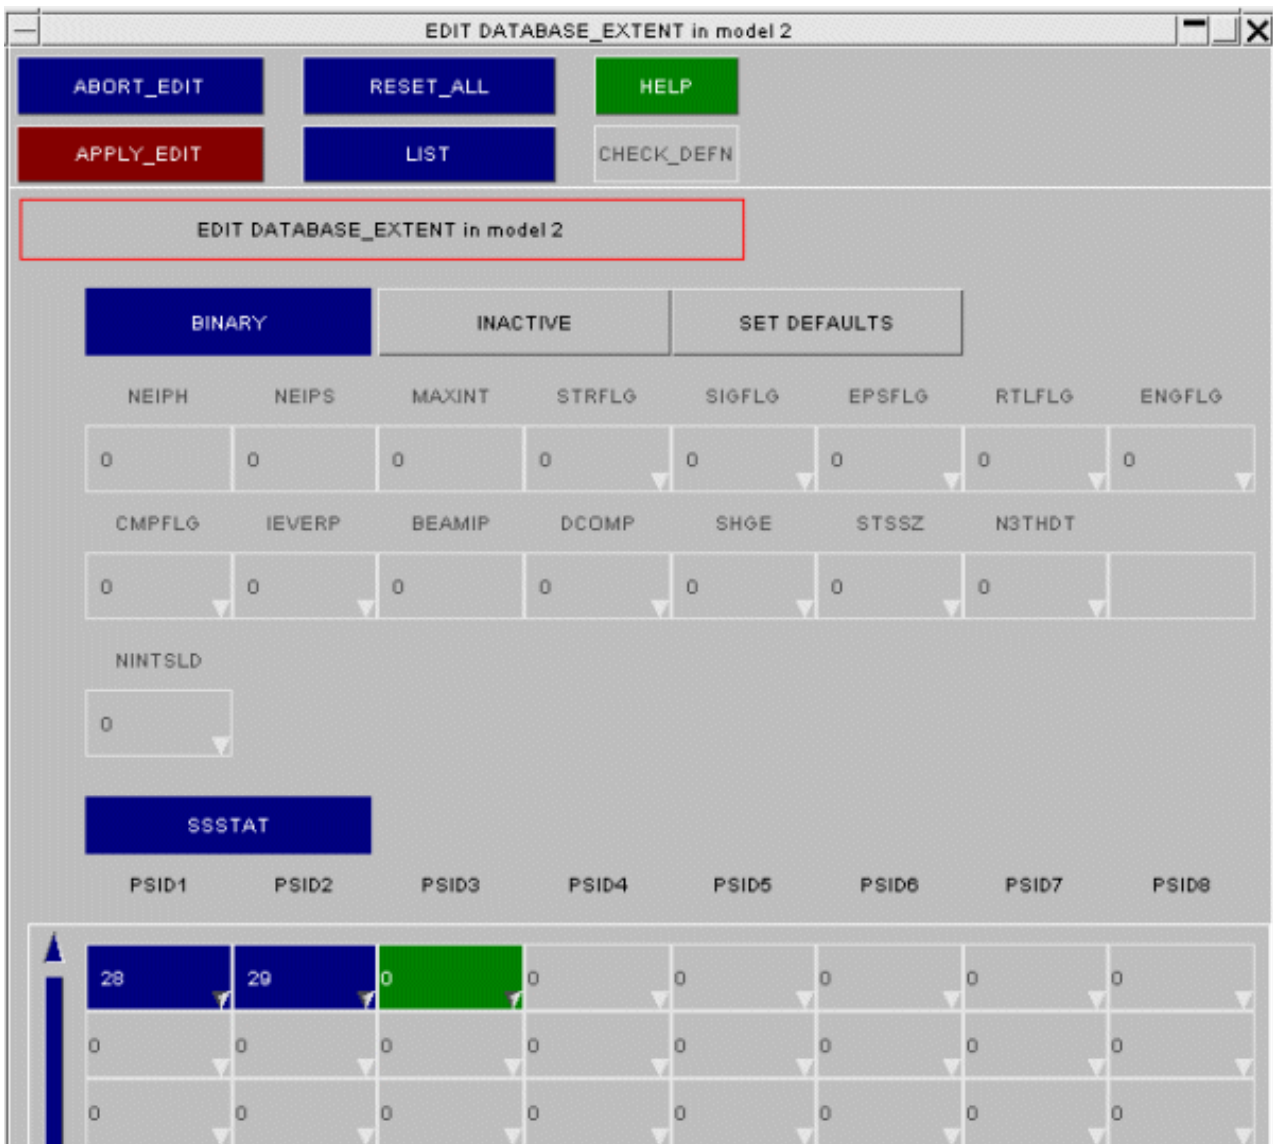 EDIT DATABASE_EXTENT in model 2
ABORT_EDIT RESET_ALL HELP
APPLY_EDIT LIST CHECK_DEFN
EDIT DATABASE_EXTENT in model 2
BINARY INACTIVE SET DEFAULTS
NEIPH NEIPS MAXINT STRFLG SIGFLG EPSFLG RTLFLG ENGFLG
0 0 0 0 0 0 0 0
CMPFLG IEVERP BEAMIP DCOMP SHGE STSSZ N3THDT
0 0 0 0 0 0 0
NINTSLD
0
SSSTAT
PSID1 PSID2 PSID3 PSID4 PSID5 PSID6 PSID7 PSID8
28 29 0 0 0 0 0 0
0 0 0 0 0 0 0 0
0 0 0 0 0 0 0 0